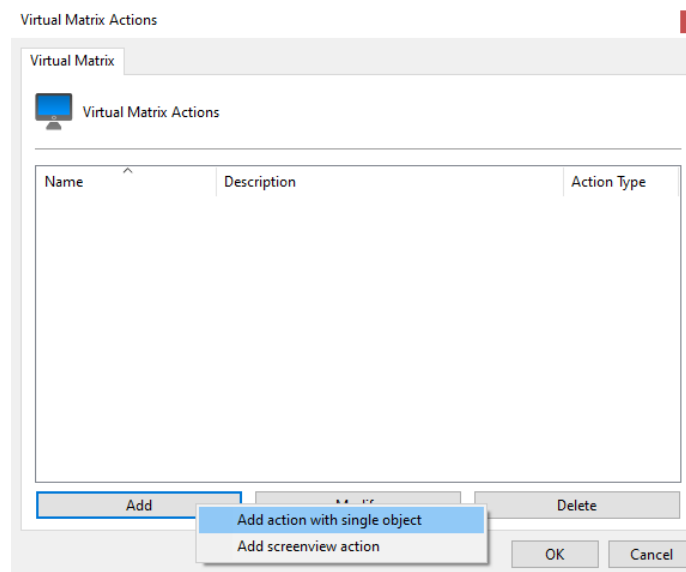 Virtual Matrix Actions
Virtual Matrix
Virtual Matrix Actions
Name Description Action Type
Add Delete
Add action with single object
Add screenview action
OK Cancel